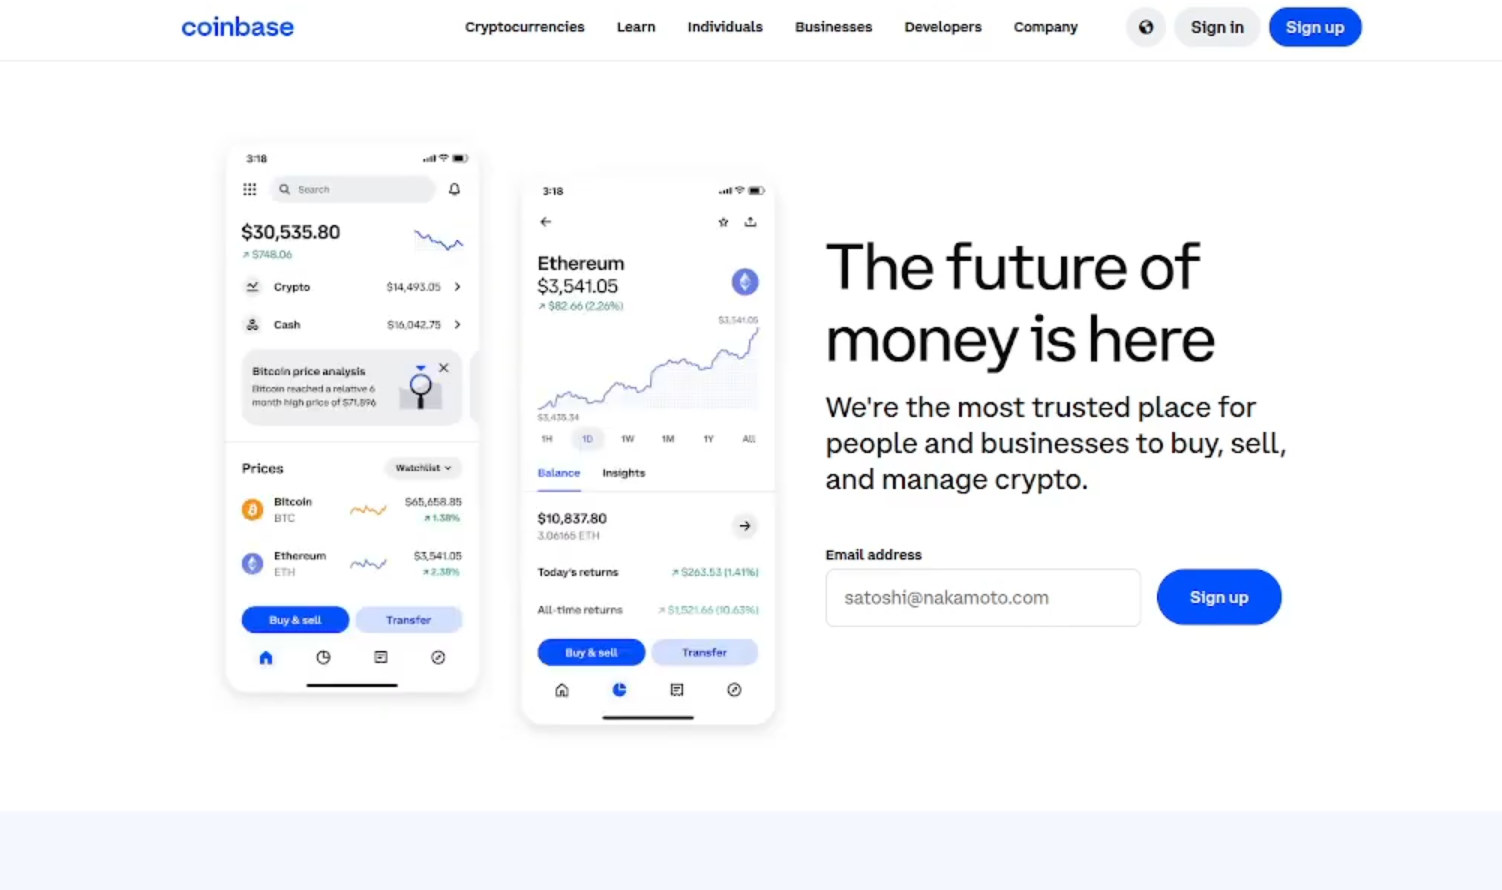 coinbase
Cryptocurrencies Learn Individuals Businesses Developers Company Sign in Sign up
3:18
Search
$30,535.80
↗ $748.06
Crypto $14,493.05
Cash $16,042.75
Bitcoin price analysis
Bitcoin reached a relative 6
month high price of $71,896
Prices Watchlist
Bitcoin $65,658.85
BTC ↗ 1.38%
Ethereum $3,541.05
ETH ↗ 2.38%
Buy & sell Transfer
3:18
Ethereum
$3,541.05
↗ $82.66 (2.26%)
$3,541.05
$3,435.34
1H 1D 1W 1M 1Y All
Balance Insights
$10,837.80
3.06165 ETH
Today's returns ↗ $263.53 (1.41%)
All-time returns ↗ $1,521.66 (10.63%)
Buy & sell Transfer
The future of
money is here
We're the most trusted place for
people and businesses to buy, sell,
and manage crypto.
Email address
satoshi@nakamoto.com Sign up